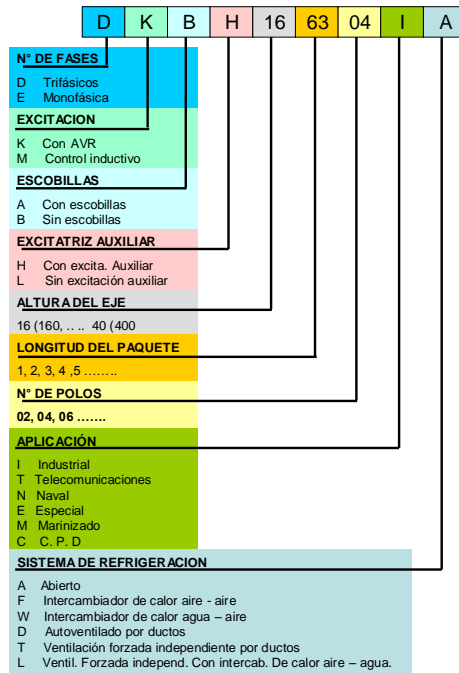 D K B H 16 63 04 I A
N° DE FASES
D Trifásicos
E Monofásica
EXCITACION
K Con AVR
M Control inductivo
ESCOBILLAS
A Con escobillas
B Sin escobillas
EXCITATRIZ AUXILIAR
H Con excita. Auxiliar
L Sin excitación auxiliar
ALTURA DEL EJE
16 (160, .. .. 40 (400
LONGITUD DEL PAQUETE
1, 2, 3, 4 ,5 ........
N° DE POLOS
02, 04, 06 .......
APLICACIÓN
I Industrial
T Telecomunicaciones
N Naval
E Especial
M Marinizado
C C. P. D
SISTEMA DE REFRIGERACION
A Abierto
F Intercambiador de calor aire - aire
W Intercambiador de calor agua – aire
D Autoventilado por ductos
T Ventilación forzada independiente por ductos
L Ventil. Forzada independ. Con intercab. De calor aire – agua.